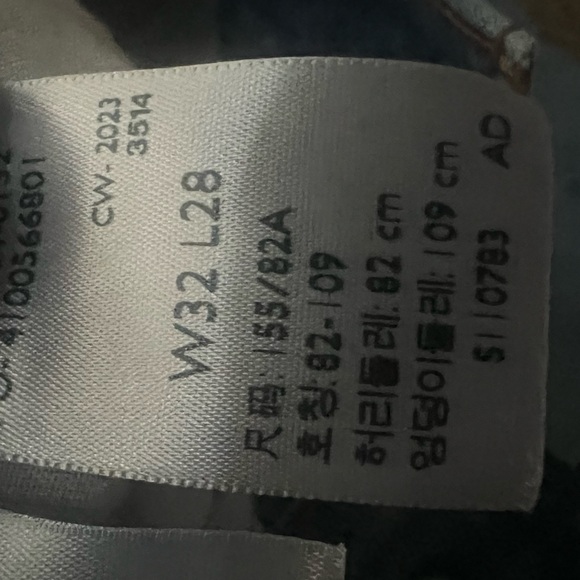 4100566801
CW- 2023
3514
W32 L28
尺码: 155/82A
호칭: 82-109
허리둘레: 82 cm
엉덩이둘레: 109 cm
5110783 AD